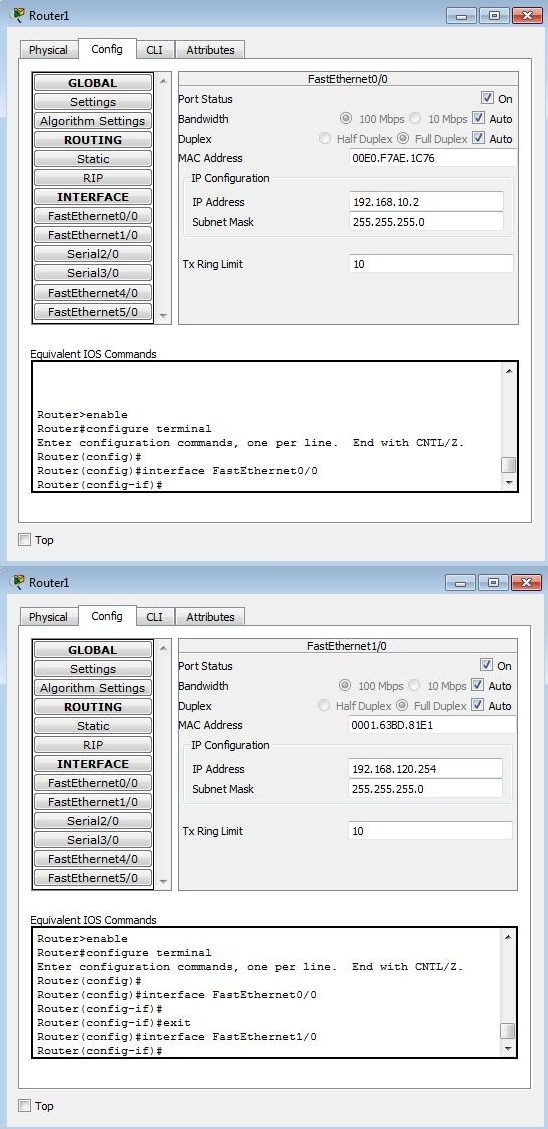 Router1
Physical Config CLI Attributes
GLOBAL
Settings
Algorithm Settings
ROUTING
Static
RIP
INTERFACE
FastEthernet0/0
FastEthernet1/0
Serial2/0
Serial3/0
FastEthernet4/0
FastEthernet5/0
FastEthernet0/0
Port Status On
Bandwidth 100 Mbps 10 Mbps Auto
Duplex Half Duplex Full Duplex Auto
MAC Address 00E0.F7AE.1C76
IP Configuration
IP Address 192.168.10.2
Subnet Mask 255.255.255.0
Tx Ring Limit 10
Equivalent IOS Commands
Router>enable
Router#configure terminal
Enter configuration commands, one per line.  End with CNTL/Z.
Router(config)#
Router(config)#interface FastEthernet0/0
Router(config-if)#
Top
Router1
Physical Config CLI Attributes
GLOBAL
Settings
Algorithm Settings
ROUTING
Static
RIP
INTERFACE
FastEthernet0/0
FastEthernet1/0
Serial2/0
Serial3/0
FastEthernet4/0
FastEthernet5/0
FastEthernet1/0
Port Status On
Bandwidth 100 Mbps 10 Mbps Auto
Duplex Half Duplex Full Duplex Auto
MAC Address 0001.63BD.81E1
IP Configuration
IP Address 192.168.120.254
Subnet Mask 255.255.255.0
Tx Ring Limit 10
Equivalent IOS Commands
Router>enable
Router#configure terminal
Enter configuration commands, one per line.  End with CNTL/Z.
Router(config)#
Router(config)#interface FastEthernet0/0
Router(config-if)#
Router(config-if)#exit
Router(config)#interface FastEthernet1/0
Router(config-if)#
Top